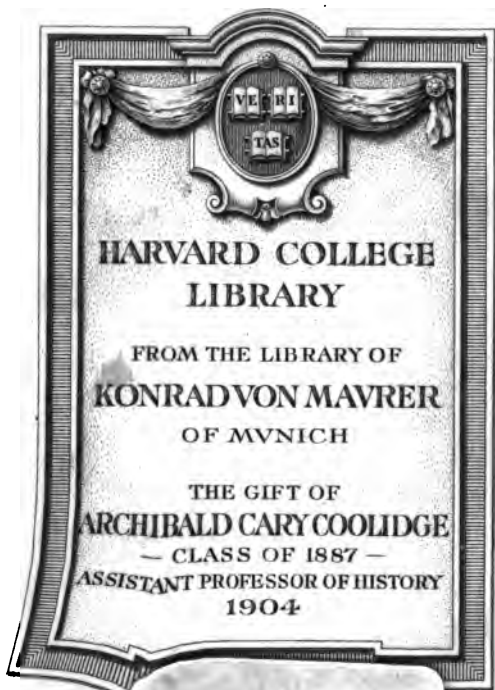 VE RI
TAS
HARVARD COLLEGE
LIBRARY
FROM THE LIBRARY OF
KONRAD VON MAVRER
OF MVNICH
THE GIFT OF
ARCHIBALD CARY COOLIDGE
— CLASS OF 1887 —
ASSISTANT PROFESSOR OF HISTORY
1904